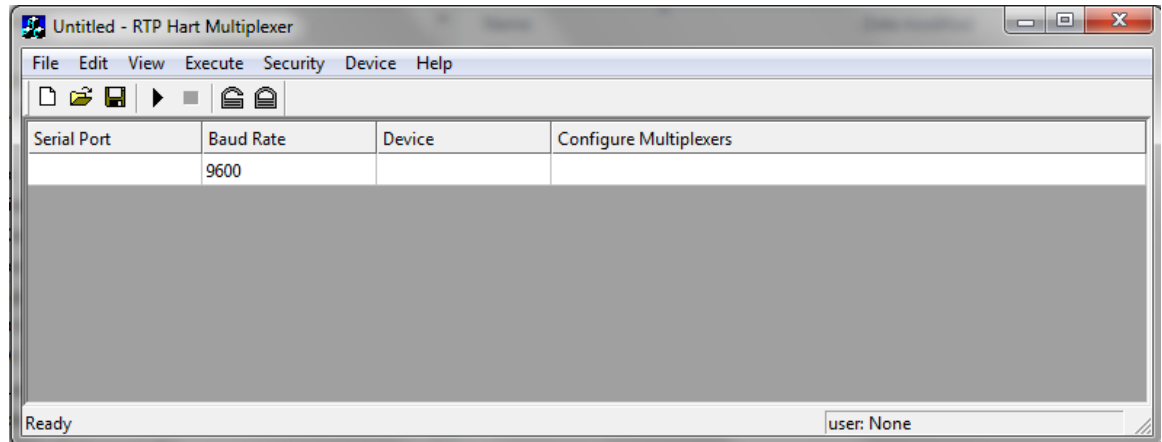 Untitled - RTP Hart Multiplexer
File Edit View Execute Security Device Help
Serial Port Baud Rate Device Configure Multiplexers
9600
Ready user: None